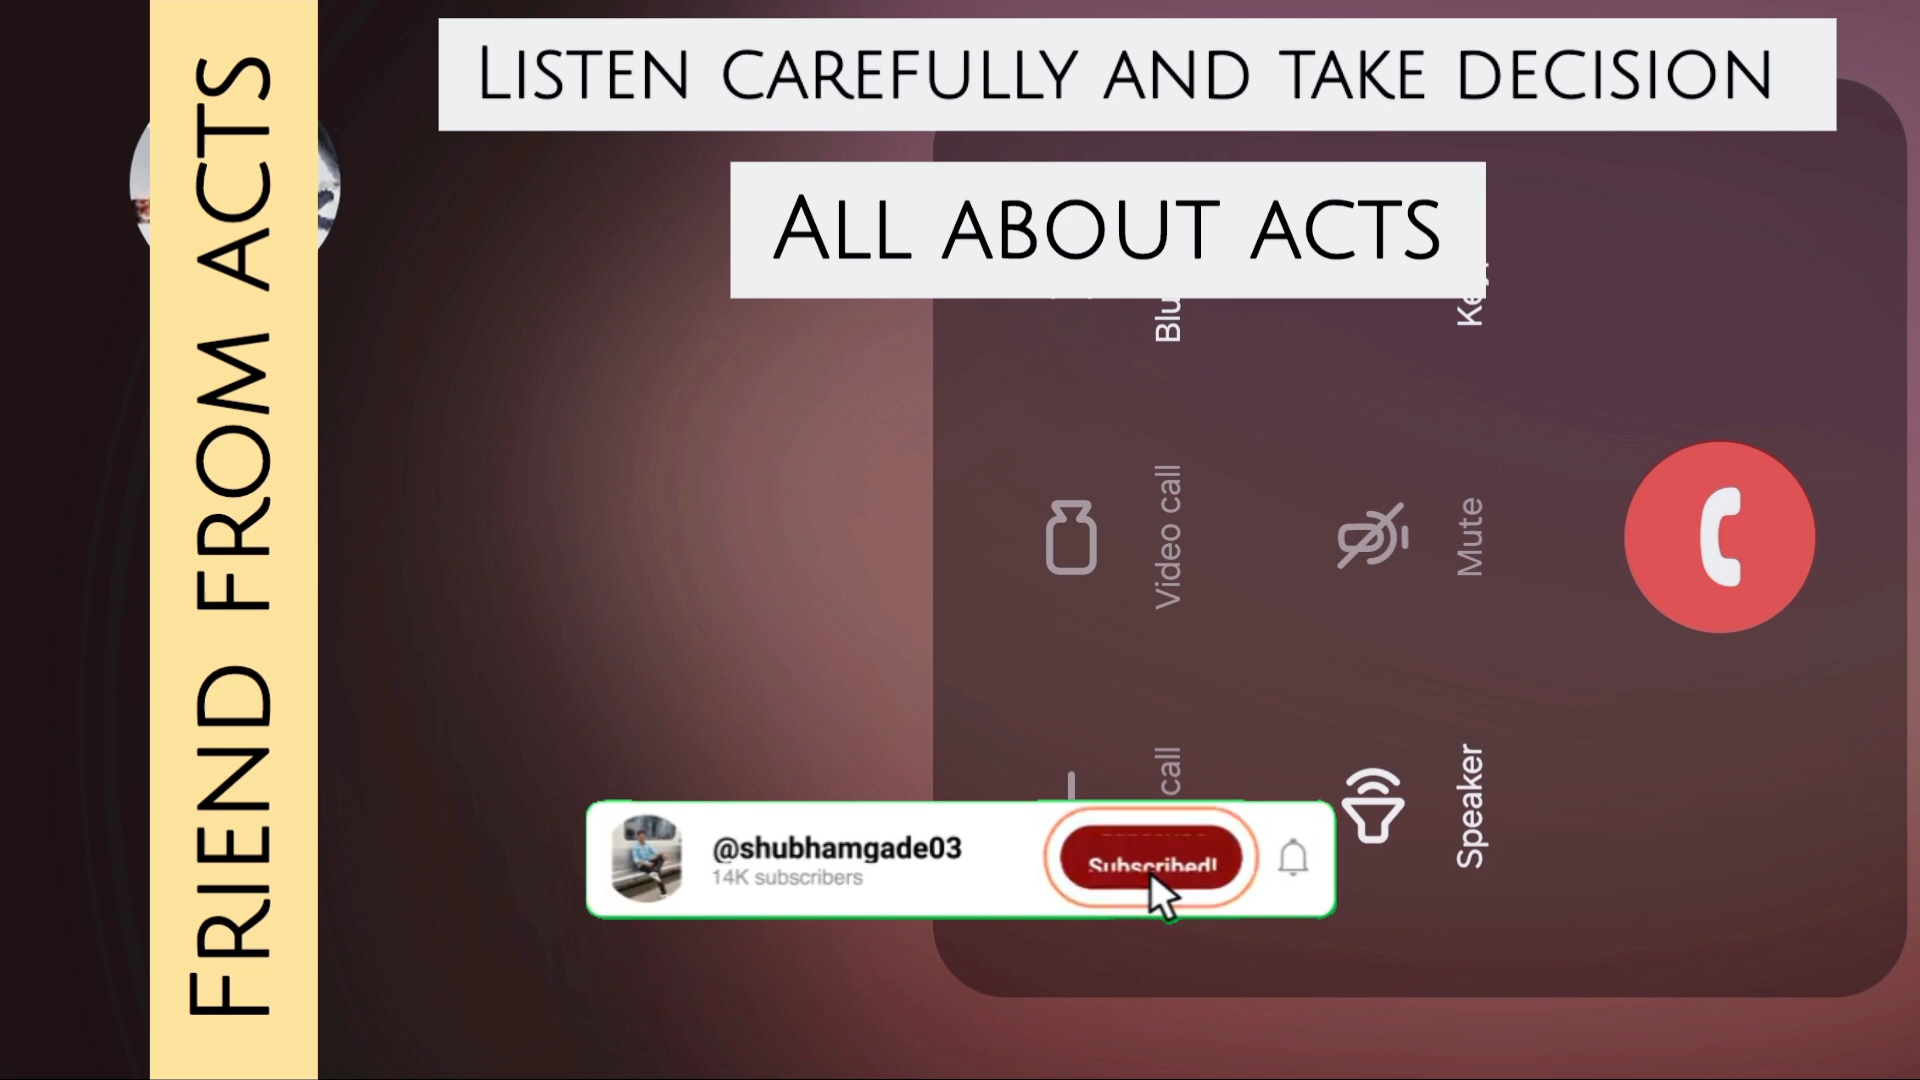 Listen carefully and take decision
All about acts
Friend from acts
Video call
Mute
call
Speaker
@shubhamgade03
14K subscribers
Subscribed!